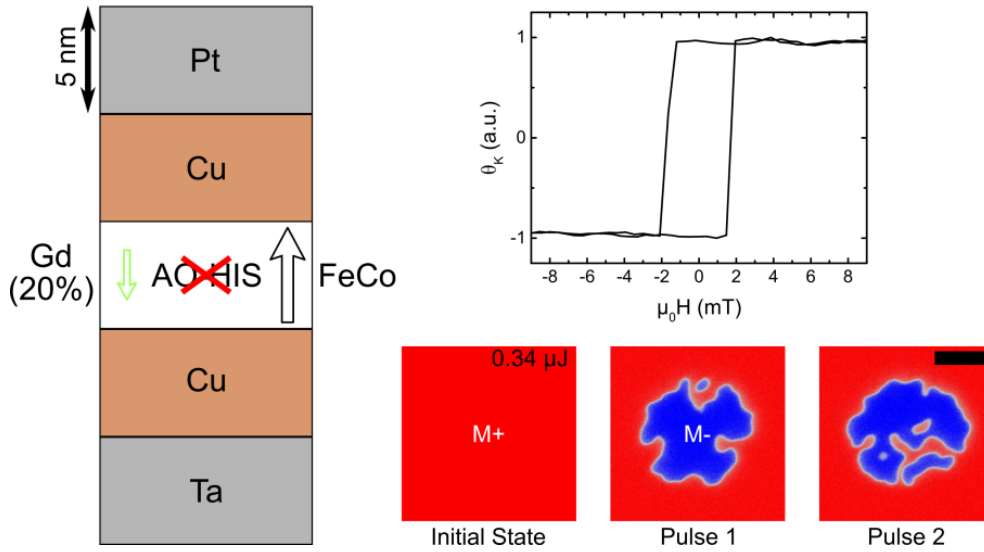 5 nm
Pt
Cu
Gd
(20%)
AO-HIS
FeCo
Cu
Ta
θK (a.u.)
1
0
-1
-8 -6 -4 -2 0 2 4 6 8
μ0H (mT)
0.34 μJ
M+
M-
Initial State
Pulse 1
Pulse 2